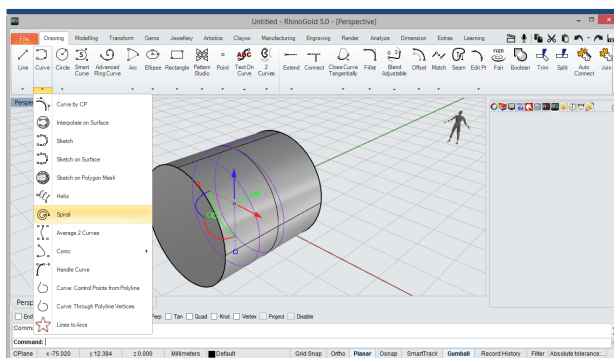 Untitled - RhinoGold 5.0 - [Perspective]
File Drawing Modelling Transform Gems Jewellery Artistics Clayoo Manufacturing Engraving Render Analyze Dimension Extras Learning
Line Curve Circle Smart Curve Advanced Ring Curve Arc Ellipse Rectangle Pattern Studio Point Text On Curve 2 Curves Extend Connect Close Curve Tangentially Fillet Blend Adjustable Offset Match Seam Edit Pt Fair Boolean Trim Split Auto Connect Join
Perspe
Curve by CP
Interpolate on Surface
Sketch
Sketch on Surface
Sketch on Polygon Mesh
Helix
Spiral
Average 2 Curves
Conic
Handle Curve
Curve: Control Points from Polyline
Curve: Through Polyline Vertices
Lines to Arcs
Persp
End Perp Tan Quad Knot Vertex Project Disable
Comm
Command:
CPlane x -75.020 y 12.384 z 0.000 Millimeters Default Grid Snap Ortho Planar Osnap SmartTrack Gumball Record History Filter Absolute tolerance...